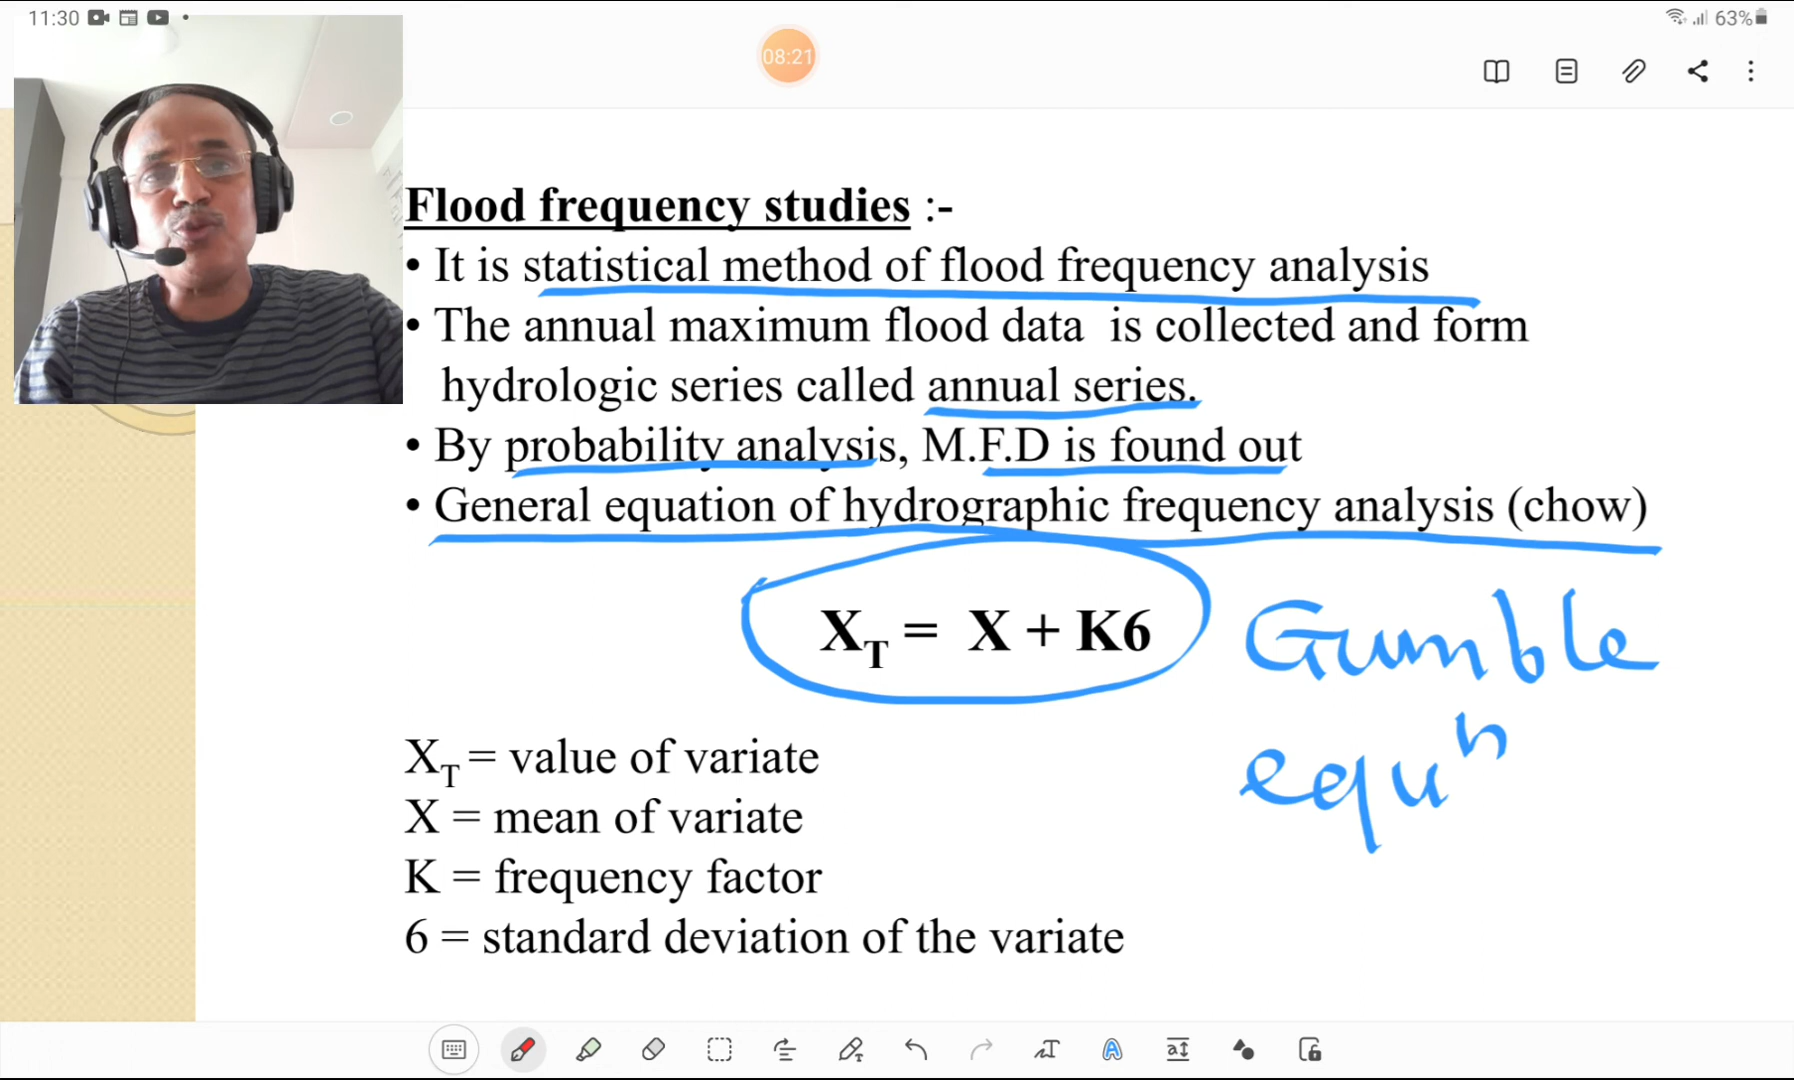 11:30
63%
08:21
Flood frequency studies :-
• It is statistical method of flood frequency analysis
• The annual maximum flood data is collected and form
hydrologic series called annual series.
• By probability analysis, M.F.D is found out
• General equation of hydrographic frequency analysis (chow)
X_T = X + K6
Gumble
equⁿ
X_T = value of variate
X = mean of variate
K = frequency factor
6 = standard deviation of the variate